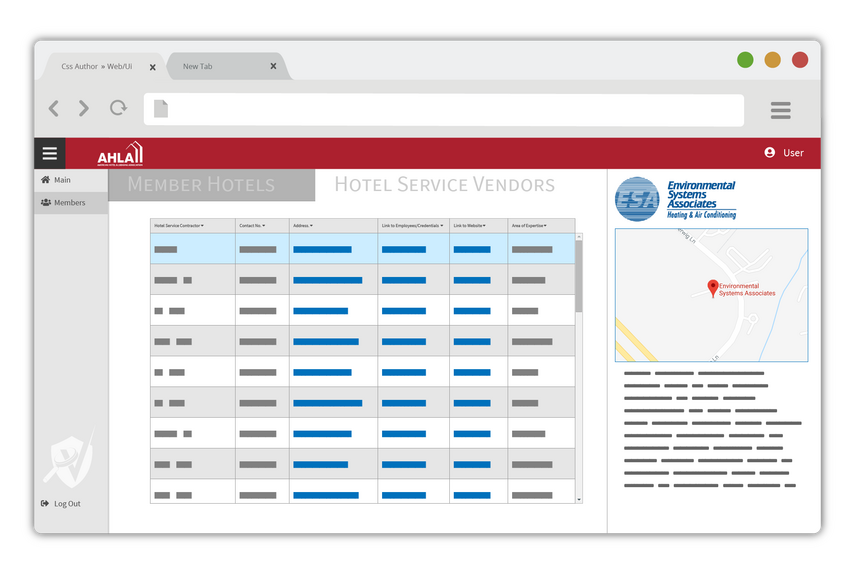 Css Author » Web/Ui
New Tab
AHLA
User
Main
Members
Log Out
MEMBER HOTELS
HOTEL SERVICE VENDORS
Hotel Service Contractor
Contact No.
Address
Link to Employees/Credentials
Link to Website
Area of Expertise
ESA
Environmental
Systems
Associates
Heating & Air Conditioning
Ln
Environmental
Systems Associates
Ln